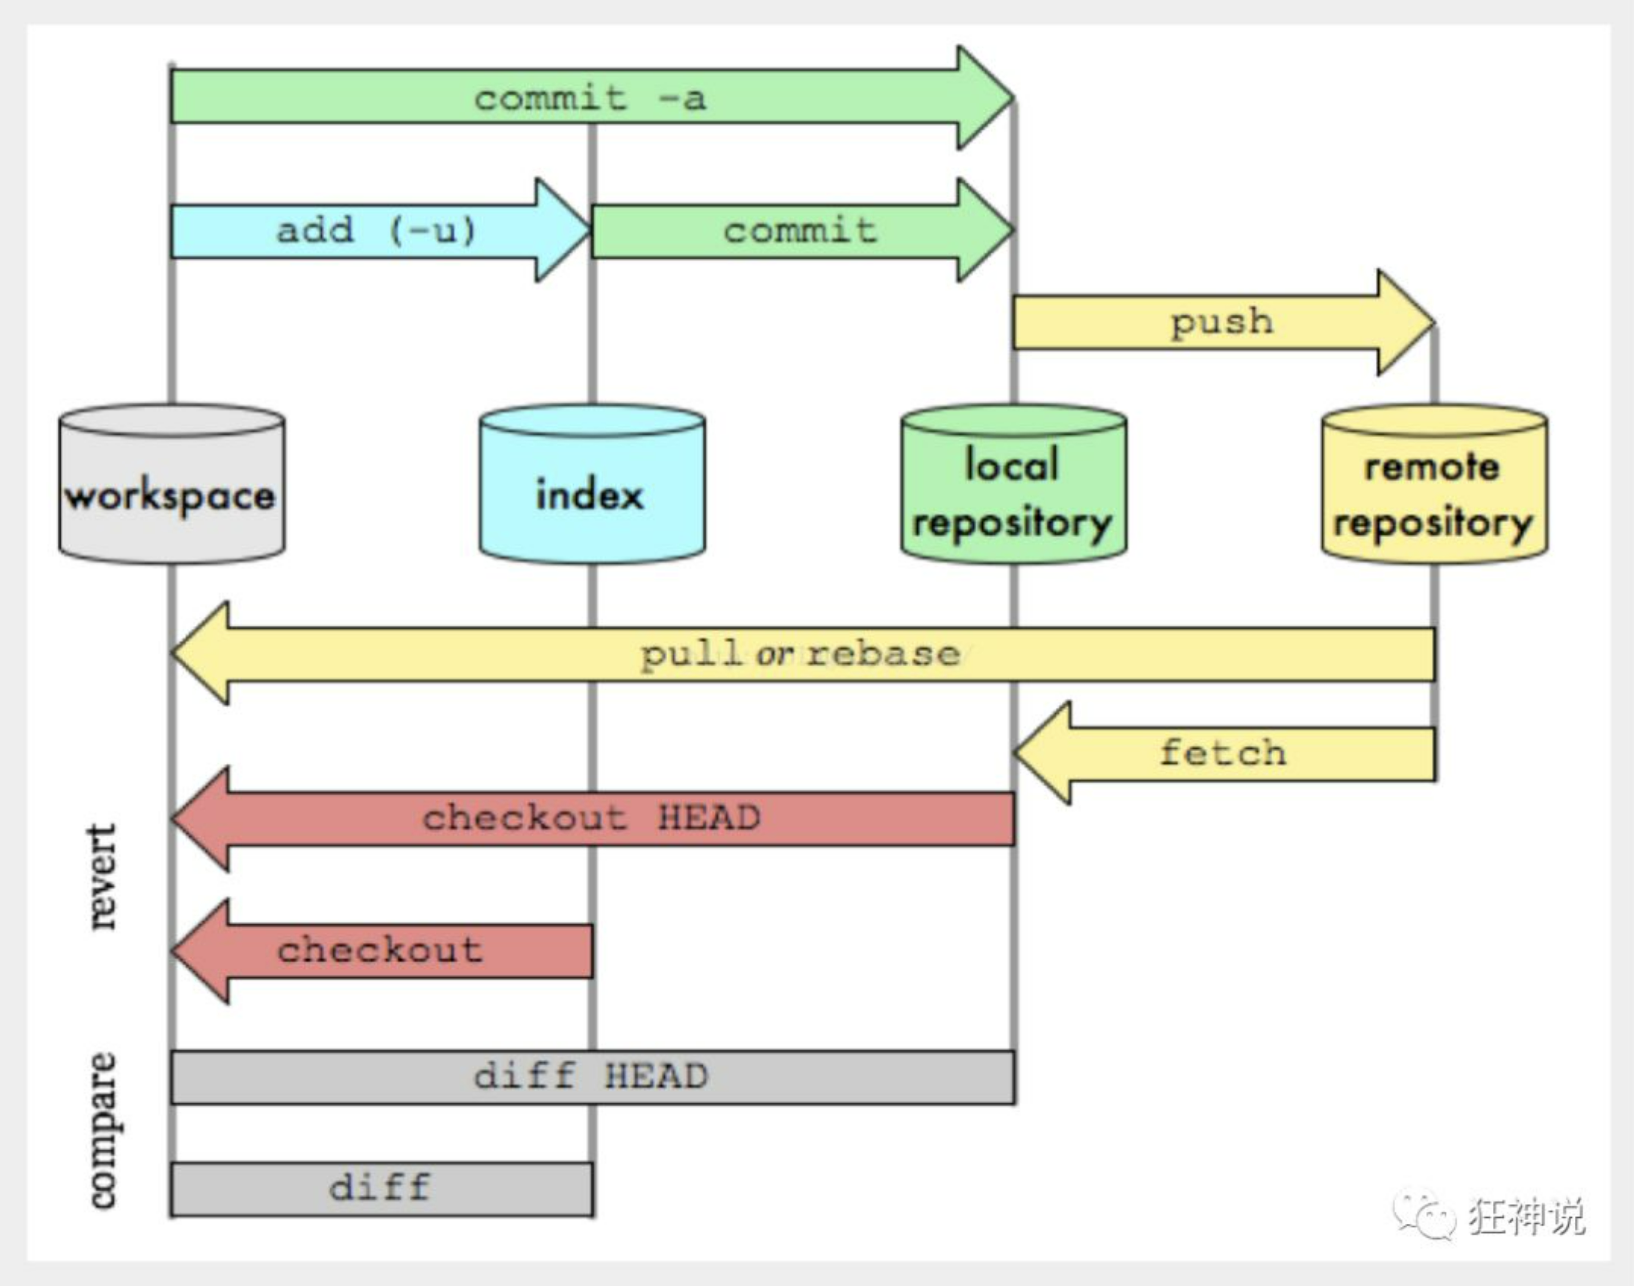 commit -a
add (-u)
commit
push
workspace
index
local
repository
remote
repository
pull or rebase
fetch
revert
checkout HEAD
checkout
compare
diff HEAD
diff
狂神说